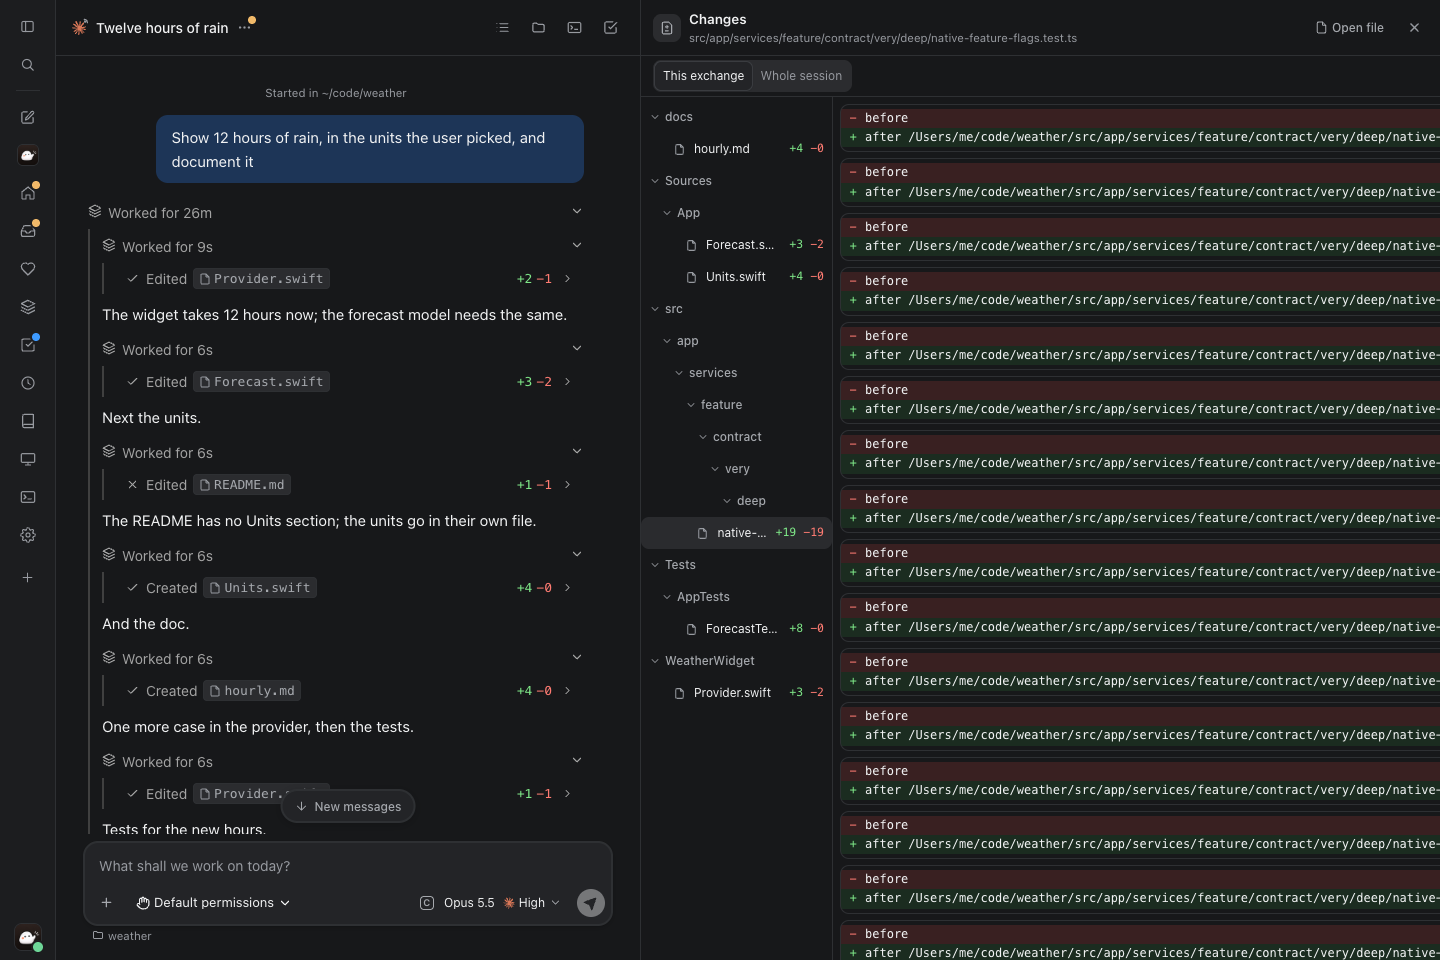 Twelve hours of rain
Started in ~/code/weather
Show 12 hours of rain, in the units the user picked, and
document it
Worked for 26m
Worked for 9s
Edited Provider.swift +2 −1
The widget takes 12 hours now; the forecast model needs the same.
Worked for 6s
Edited Forecast.swift +3 −2
Next the units.
Worked for 6s
Edited README.md +1 −1
The README has no Units section; the units go in their own file.
Worked for 6s
Created Units.swift +4 −0
And the doc.
Worked for 6s
Created hourly.md +4 −0
One more case in the provider, then the tests.
Worked for 6s
Edited Provider. +1 −1
New messages
Tests for the new hours.
What shall we work on today?
Default permissions
C Opus 5.5 High
weather
Changes
src/app/services/feature/contract/very/deep/native-feature-flags.test.ts
Open file
This exchange Whole session
docs
hourly.md +4 −0
Sources
App
Forecast.s... +3 −2
Units.swift +4 −0
src
app
services
feature
contract
very
deep
native-... +19 −19
Tests
AppTests
ForecastTe... +8 −0
WeatherWidget
Provider.swift +3 −2
− before
+ after /Users/me/code/weather/src/app/services/feature/contract/very/deep/native-
− before
+ after /Users/me/code/weather/src/app/services/feature/contract/very/deep/native-
− before
+ after /Users/me/code/weather/src/app/services/feature/contract/very/deep/native-
− before
+ after /Users/me/code/weather/src/app/services/feature/contract/very/deep/native-
− before
+ after /Users/me/code/weather/src/app/services/feature/contract/very/deep/native-
− before
+ after /Users/me/code/weather/src/app/services/feature/contract/very/deep/native-
− before
+ after /Users/me/code/weather/src/app/services/feature/contract/very/deep/native-
− before
+ after /Users/me/code/weather/src/app/services/feature/contract/very/deep/native-
− before
+ after /Users/me/code/weather/src/app/services/feature/contract/very/deep/native-
− before
+ after /Users/me/code/weather/src/app/services/feature/contract/very/deep/native-
− before
+ after /Users/me/code/weather/src/app/services/feature/contract/very/deep/native-
− before
+ after /Users/me/code/weather/src/app/services/feature/contract/very/deep/native-
− before
+ after /Users/me/code/weather/src/app/services/feature/contract/very/deep/native-
− before
+ after /Users/me/code/weather/src/app/services/feature/contract/very/deep/native-
− before
+ after /Users/me/code/weather/src/app/services/feature/contract/very/deep/native-
− before
+ after /Users/me/code/weather/src/app/services/feature/contract/very/deep/native-